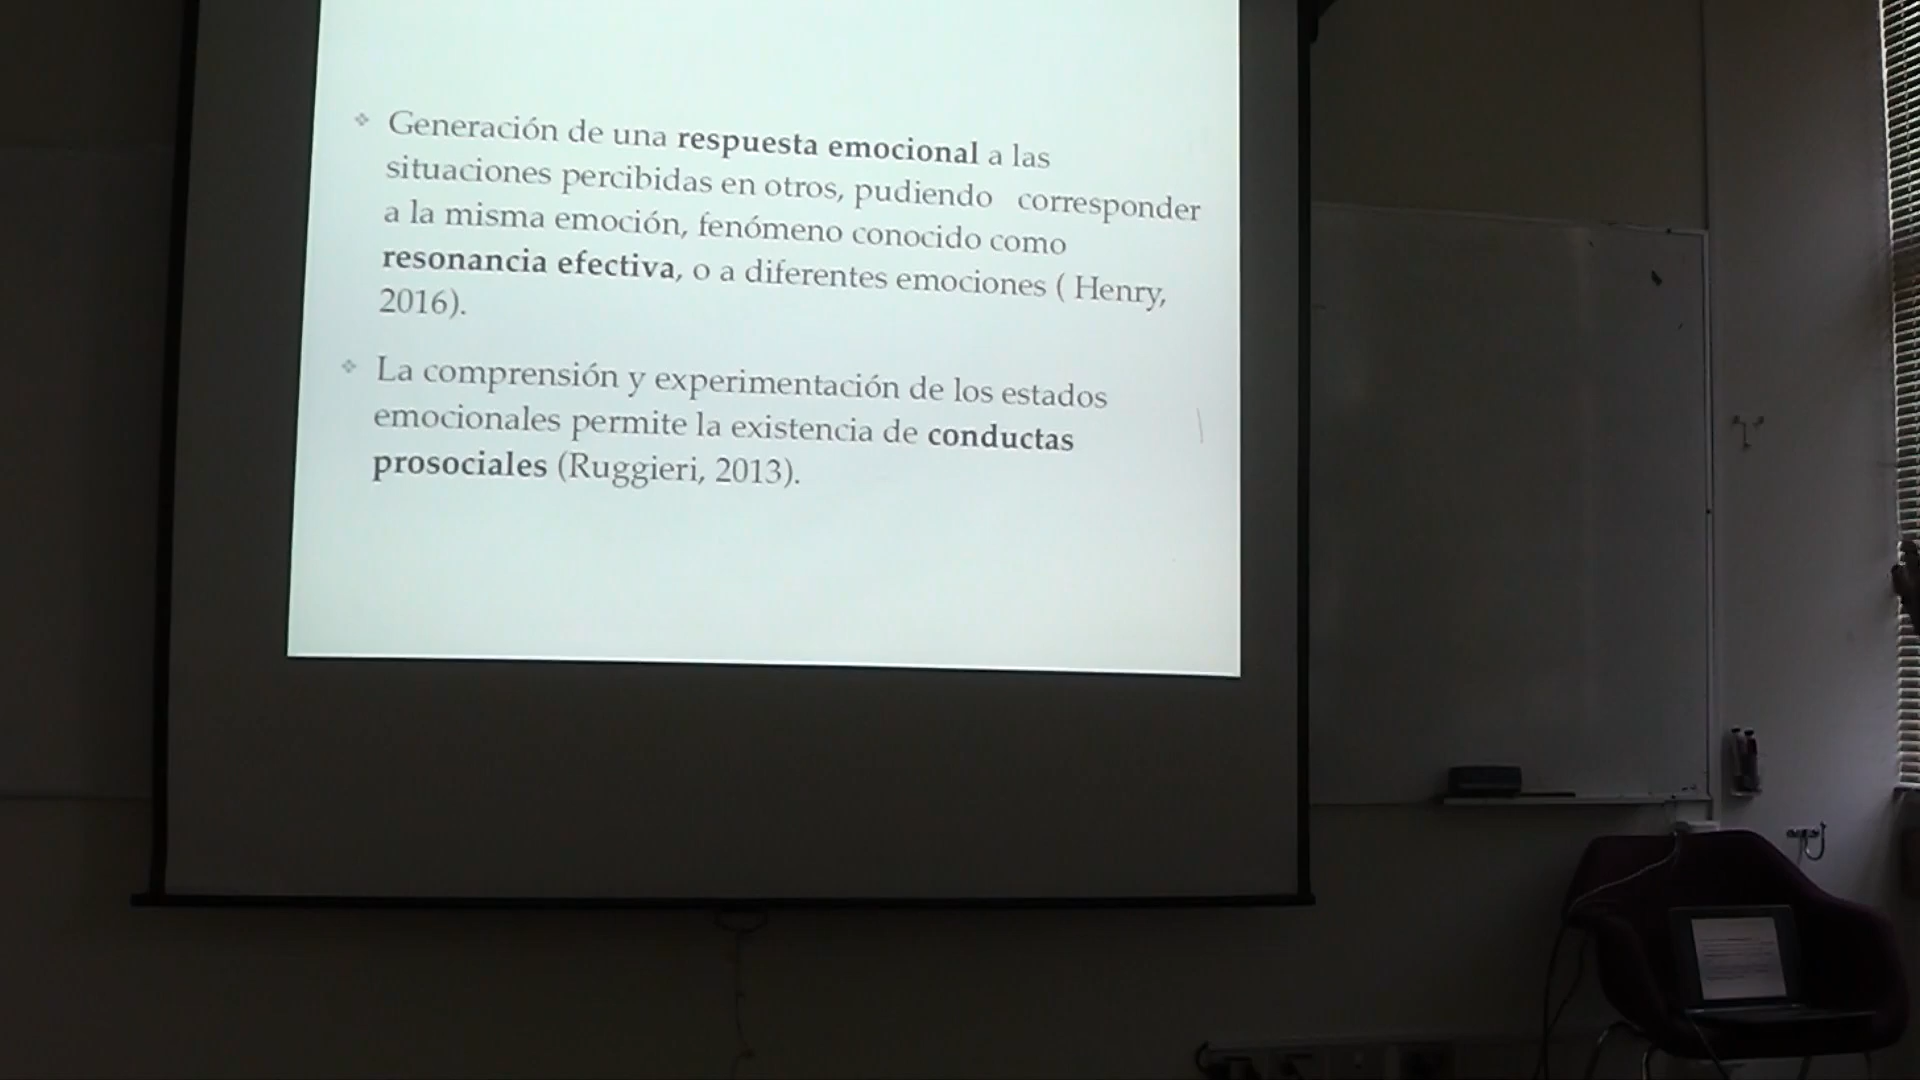 Generación de una respuesta emocional a las
situaciones percibidas en otros, pudiendo corresponder
a la misma emoción, fenómeno conocido como
resonancia efectiva, o a diferentes emociones ( Henry,
2016).
La comprensión y experimentación de los estados
emocionales permite la existencia de conductas
prosociales (Ruggieri, 2013).